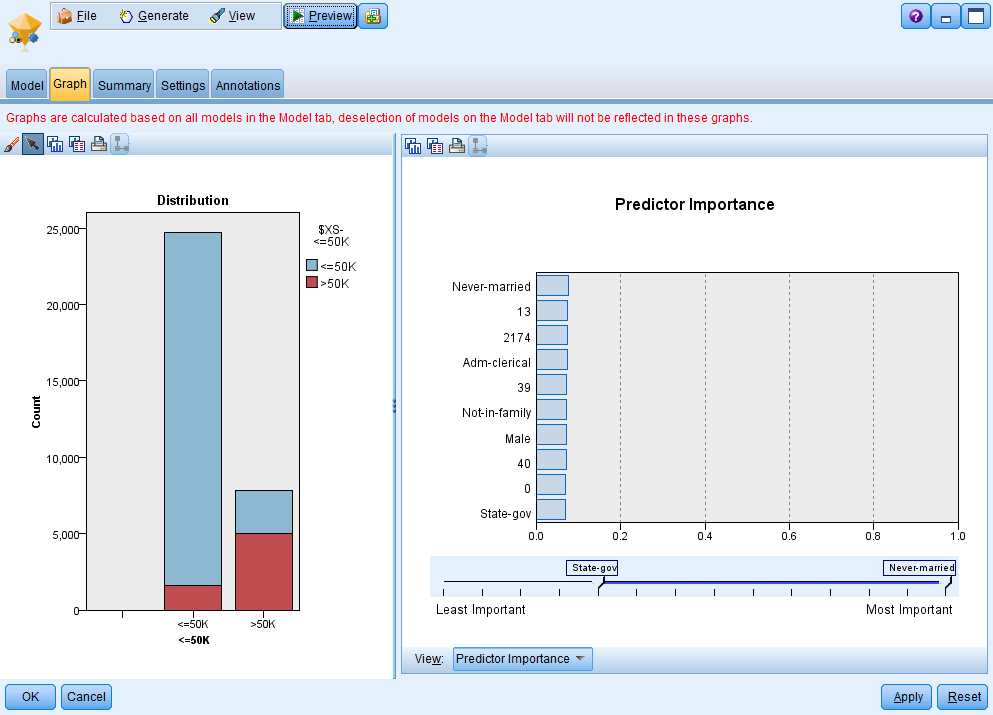 File Generate View Preview
Model Graph Summary Settings Annotations
Graphs are calculated based on all models in the Model tab, deselection of models on the Model tab will not be reflected in these graphs.
Distribution
25,000
20,000
15,000
10,000
5,000
0
Count
<=50K >50K
<=50K
$XS-
<=50K
<=50K
>50K
Predictor Importance
Never-married
13
2174
Adm-clerical
39
Not-in-family
Male
40
0
State-gov
0.0 0.2 0.4 0.6 0.8 1.0
State-gov Never-married
Least Important Most Important
View: Predictor Importance
OK Cancel Apply Reset